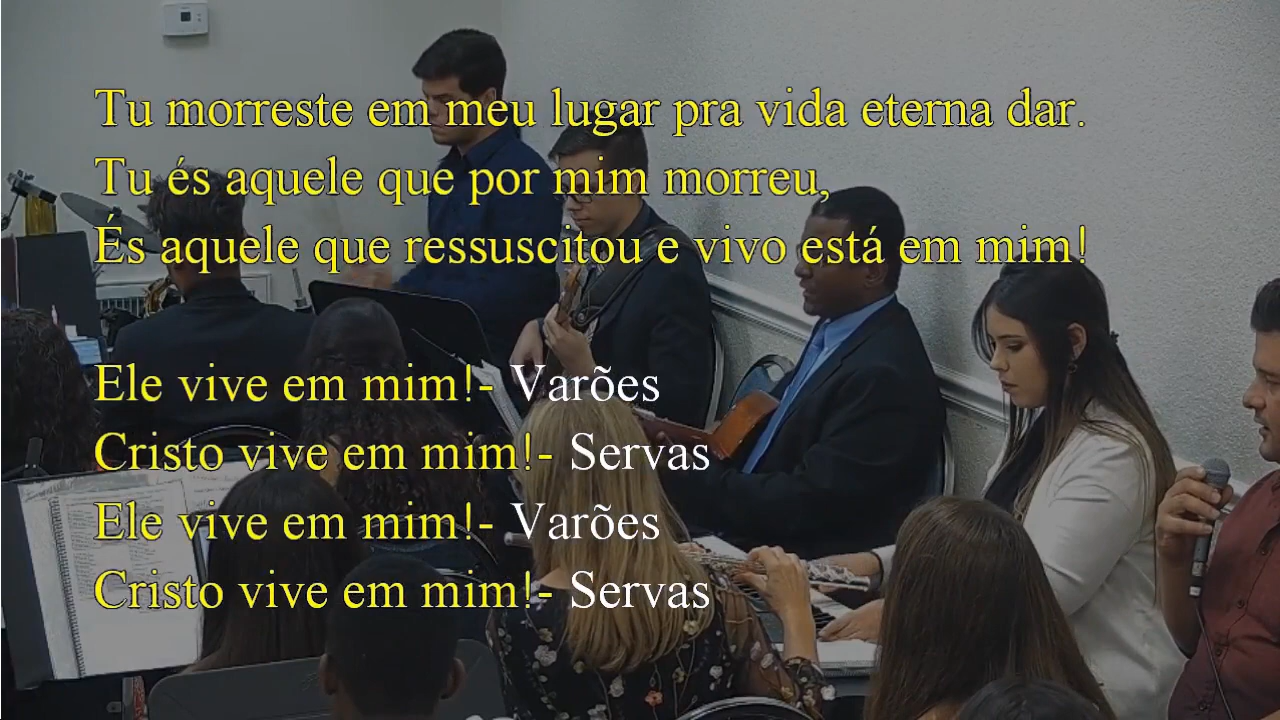 Tu morreste em meu lugar pra vida eterna dar.
Tu és aquele que por mim morreu,
És aquele que ressuscitou e vivo está em mim!
Ele vive em mim!- Varões
Cristo vive em mim!- Servas
Ele vive em mim!- Varões
Cristo vive em mim!- Servas